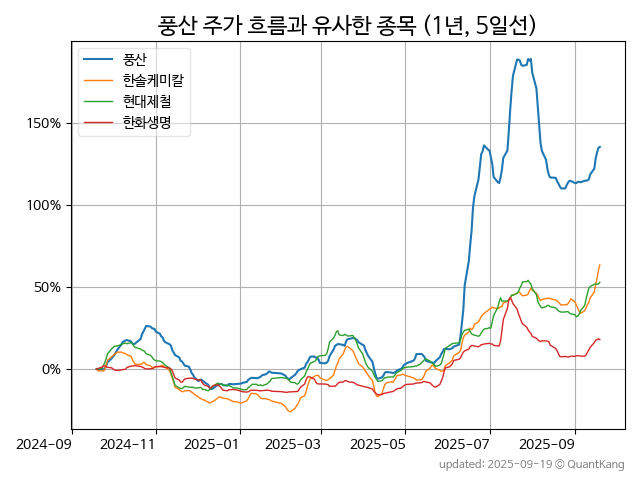 풍산 주가 흐름과 유사한 종목 (1년, 5일선)
풍산
한솔케미칼
현대제철
한화생명
150%
100%
50%
0%
2024-09
2024-11
2025-01
2025-03
2025-05
2025-07
2025-09
updated: 2025-09-19 © QuantKang